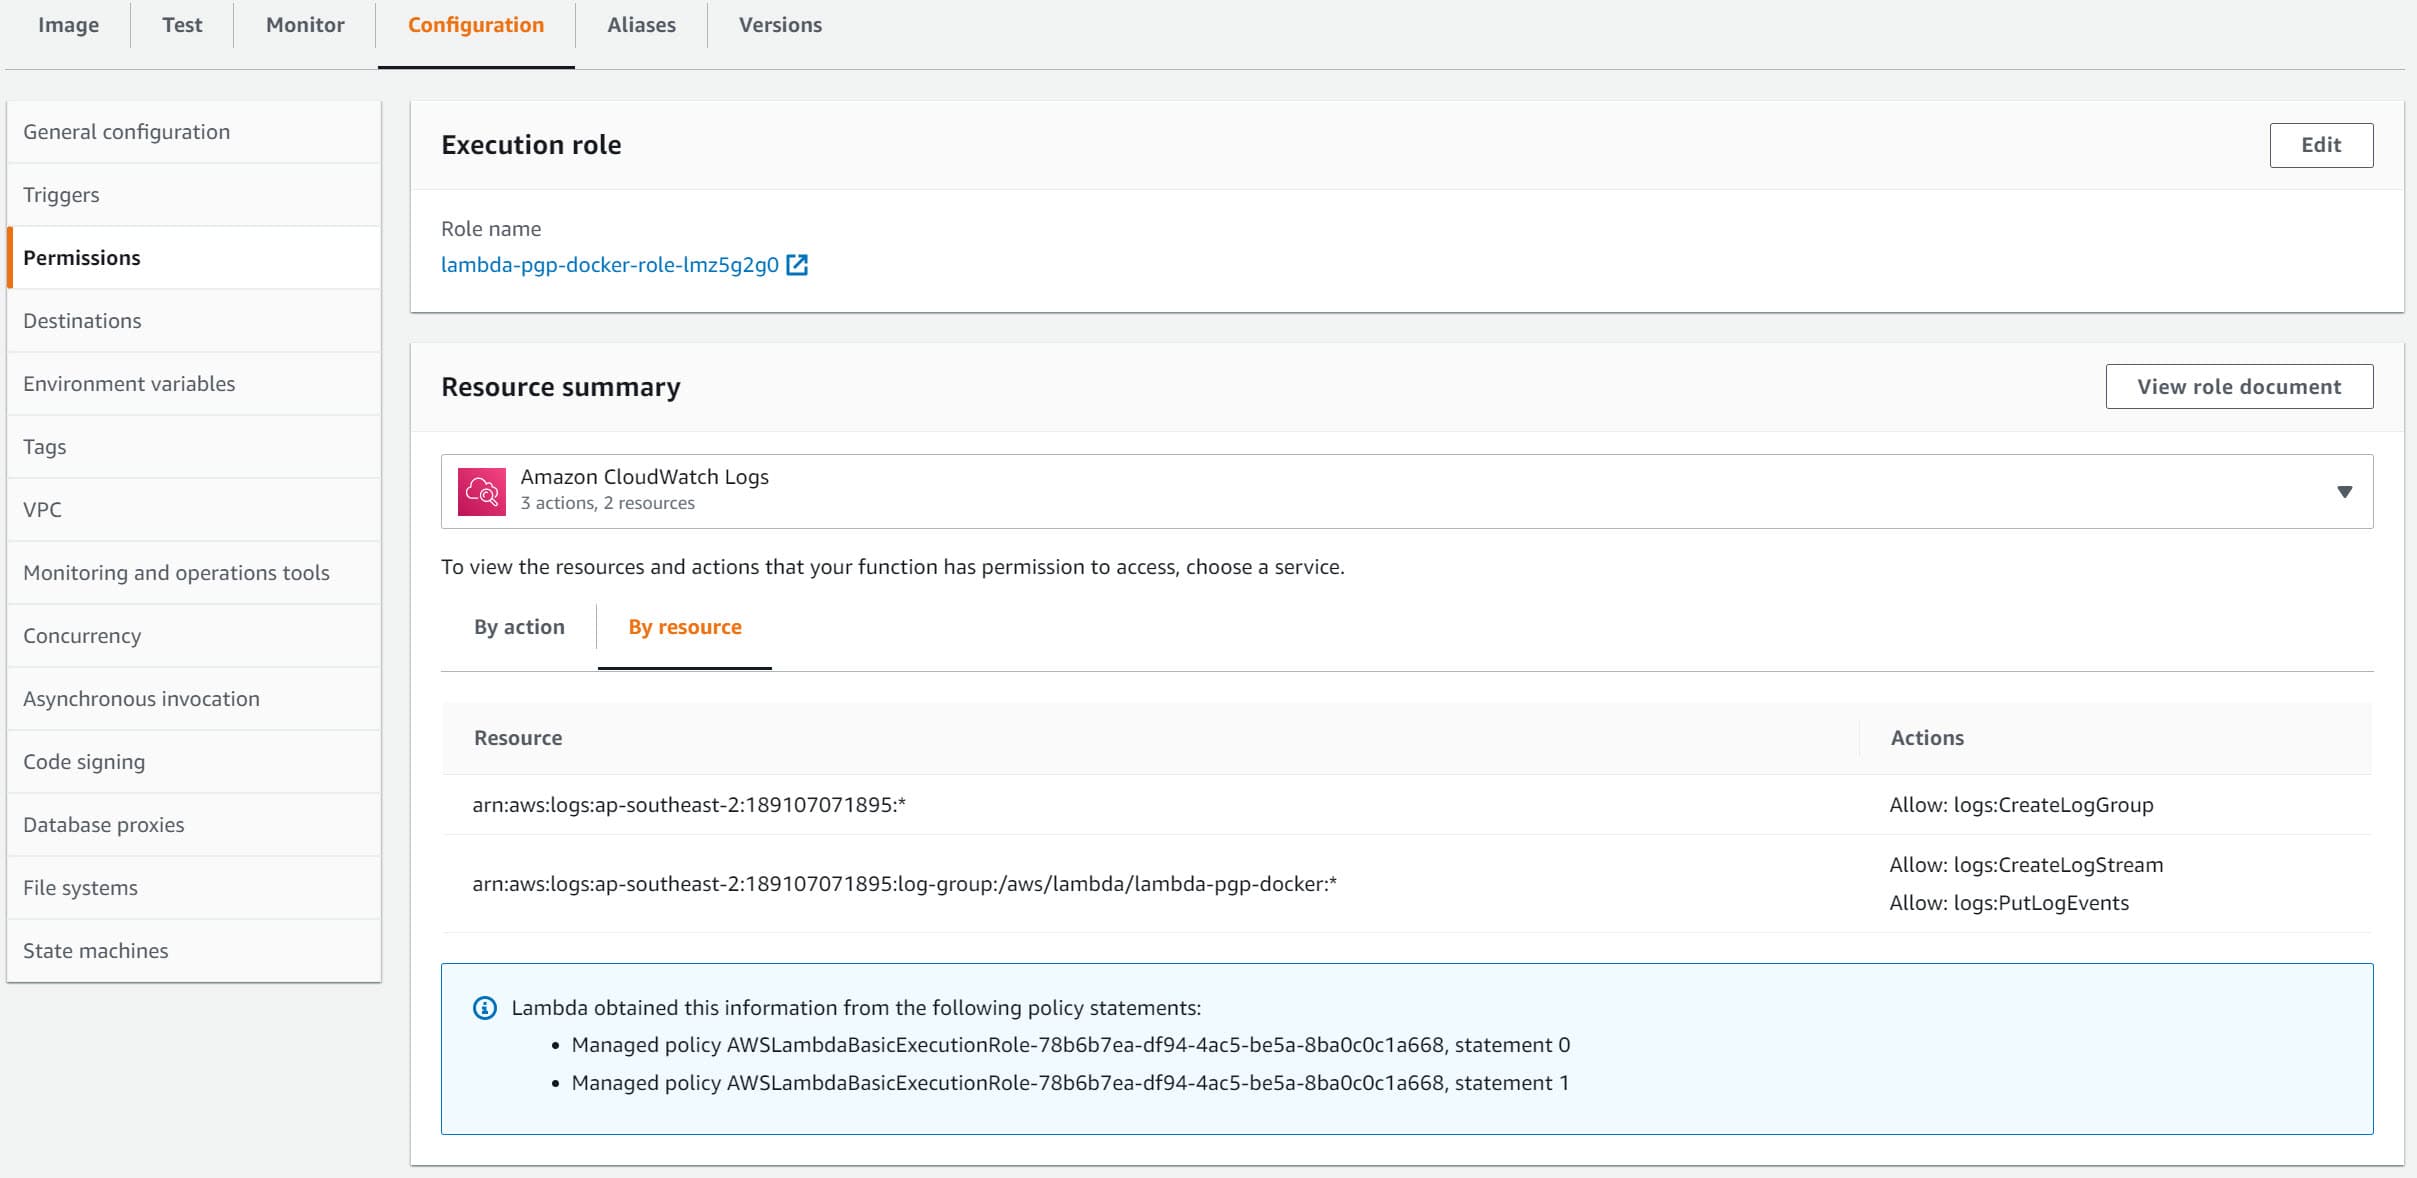 Image
Test
Monitor
Configuration
Aliases
Versions
General configuration
Triggers
Permissions
Destinations
Environment variables
Tags
VPC
Monitoring and operations tools
Concurrency
Asynchronous invocation
Code signing
Database proxies
File systems
State machines
Execution role
Edit
Role name
lambda-pgp-docker-role-lmz5g2g0
Resource summary
View role document
Amazon CloudWatch Logs
3 actions, 2 resources
To view the resources and actions that your function has permission to access, choose a service.
By action
By resource
Resource
Actions
arn:aws:logs:ap-southeast-2:189107071895:*
Allow: logs:CreateLogGroup
arn:aws:logs:ap-southeast-2:189107071895:log-group:/aws/lambda/lambda-pgp-docker:*
Allow: logs:CreateLogStream
Allow: logs:PutLogEvents
Lambda obtained this information from the following policy statements:
• Managed policy AWSLambdaBasicExecutionRole-78b6b7ea-df94-4ac5-be5a-8ba0c0c1a668, statement 0
• Managed policy AWSLambdaBasicExecutionRole-78b6b7ea-df94-4ac5-be5a-8ba0c0c1a668, statement 1